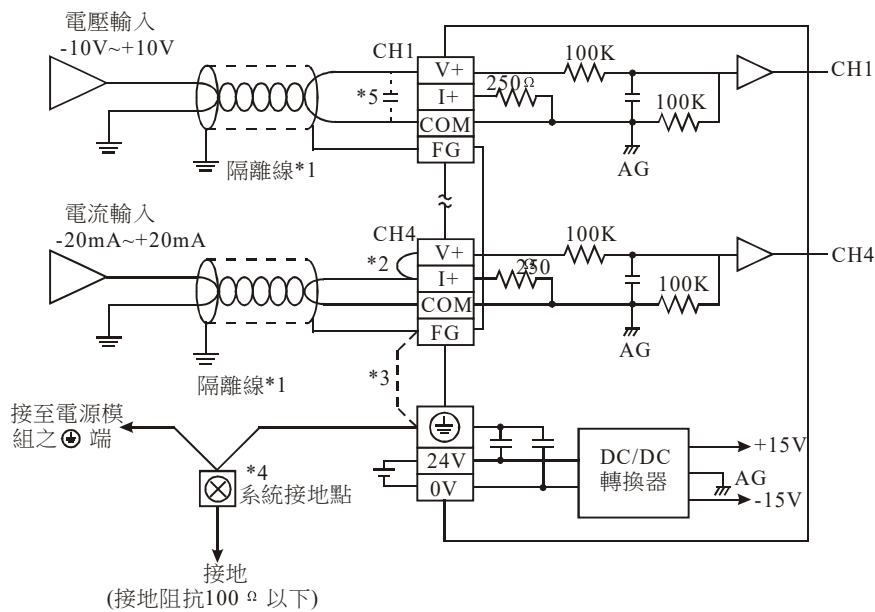 電壓輸入
-10V~+10V
CH1
V+
I+
COM
FG
*5
隔離線*1
250Ω
100K
100K
AG
CH1
電流輸入
-20mA~+20mA
CH4
V+
I+
COM
FG
*2
隔離線*1
*3
250Ω
100K
100K
AG
CH4
接至電源模
組之 端
*4
系統接地點
接地
(接地阻抗100 Ω 以下)
24V
0V
DC/DC
轉換器
+15V
AG
-15V